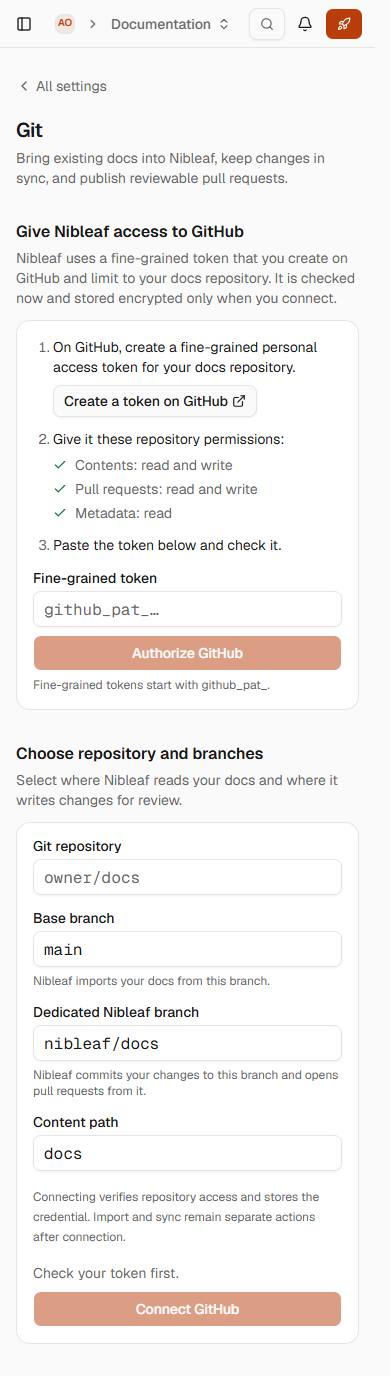 AO
Documentation
All settings
Git
Bring existing docs into Nibleaf, keep changes in
sync, and publish reviewable pull requests.
Give Nibleaf access to GitHub
Nibleaf uses a fine-grained token that you create on
GitHub and limit to your docs repository. It is checked
now and stored encrypted only when you connect.
1. On GitHub, create a fine-grained personal
access token for your docs repository.
Create a token on GitHub
2. Give it these repository permissions:
Contents: read and write
Pull requests: read and write
Metadata: read
3. Paste the token below and check it.
Fine-grained token
github_pat_…
Authorize GitHub
Fine-grained tokens start with github_pat_.
Choose repository and branches
Select where Nibleaf reads your docs and where it
writes changes for review.
Git repository
owner/docs
Base branch
main
Nibleaf imports your docs from this branch.
Dedicated Nibleaf branch
nibleaf/docs
Nibleaf commits your changes to this branch and opens
pull requests from it.
Content path
docs
Connecting verifies repository access and stores the
credential. Import and sync remain separate actions
after connection.
Check your token first.
Connect GitHub